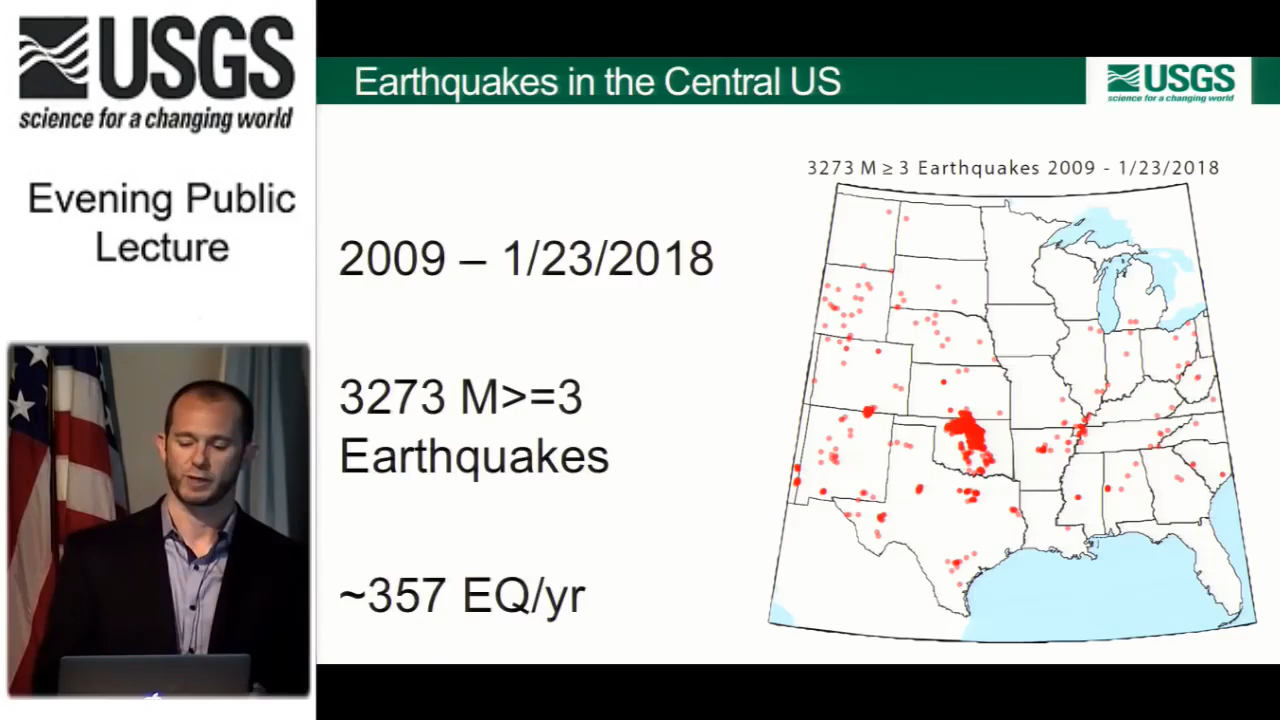 USGS
science for a changing world
Evening Public
Lecture
Earthquakes in the Central US
USGS
science for a changing world
2009 – 1/23/2018
3273 M>=3
Earthquakes
~357 EQ/yr
3273 M ≥ 3 Earthquakes 2009 - 1/23/2018